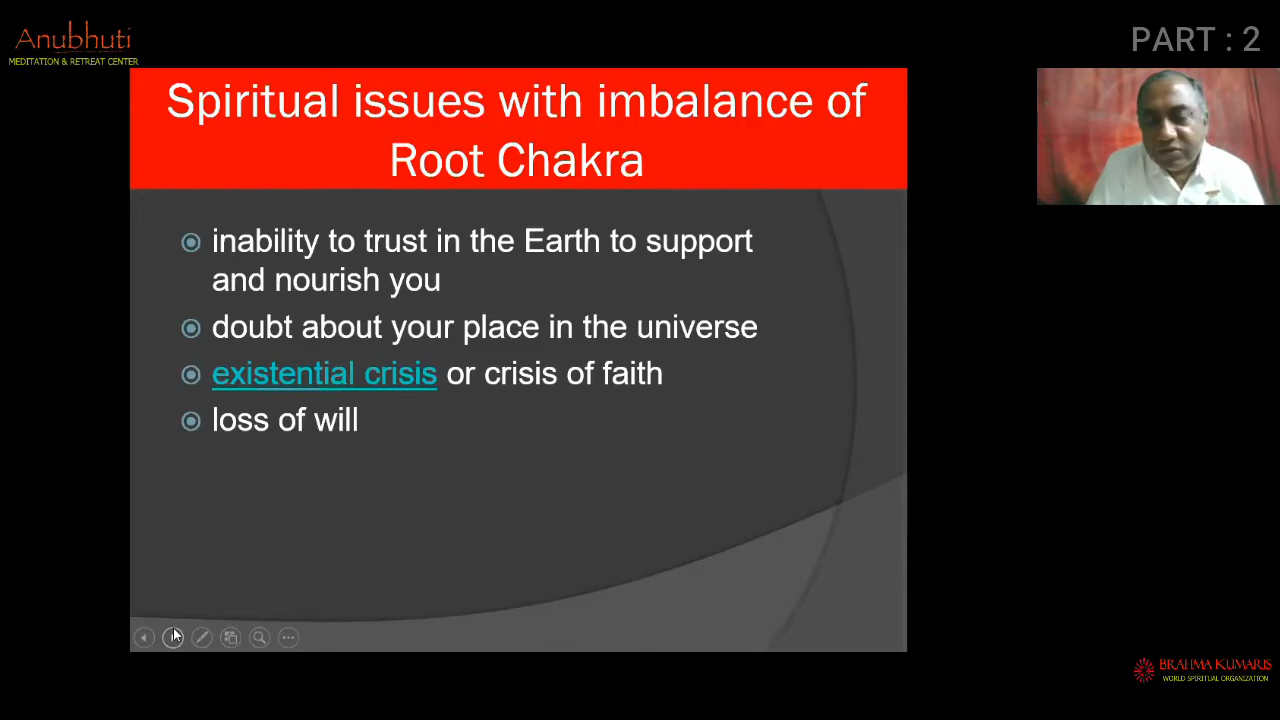 Anubhuti
MEDITATION & RETREAT CENTER
PART : 2
Spiritual issues with imbalance of
Root Chakra
inability to trust in the Earth to support
and nourish you
doubt about your place in the universe
existential crisis or crisis of faith
loss of will
BRAHMA KUMARIS
WORLD SPIRITUAL ORGANIZATION